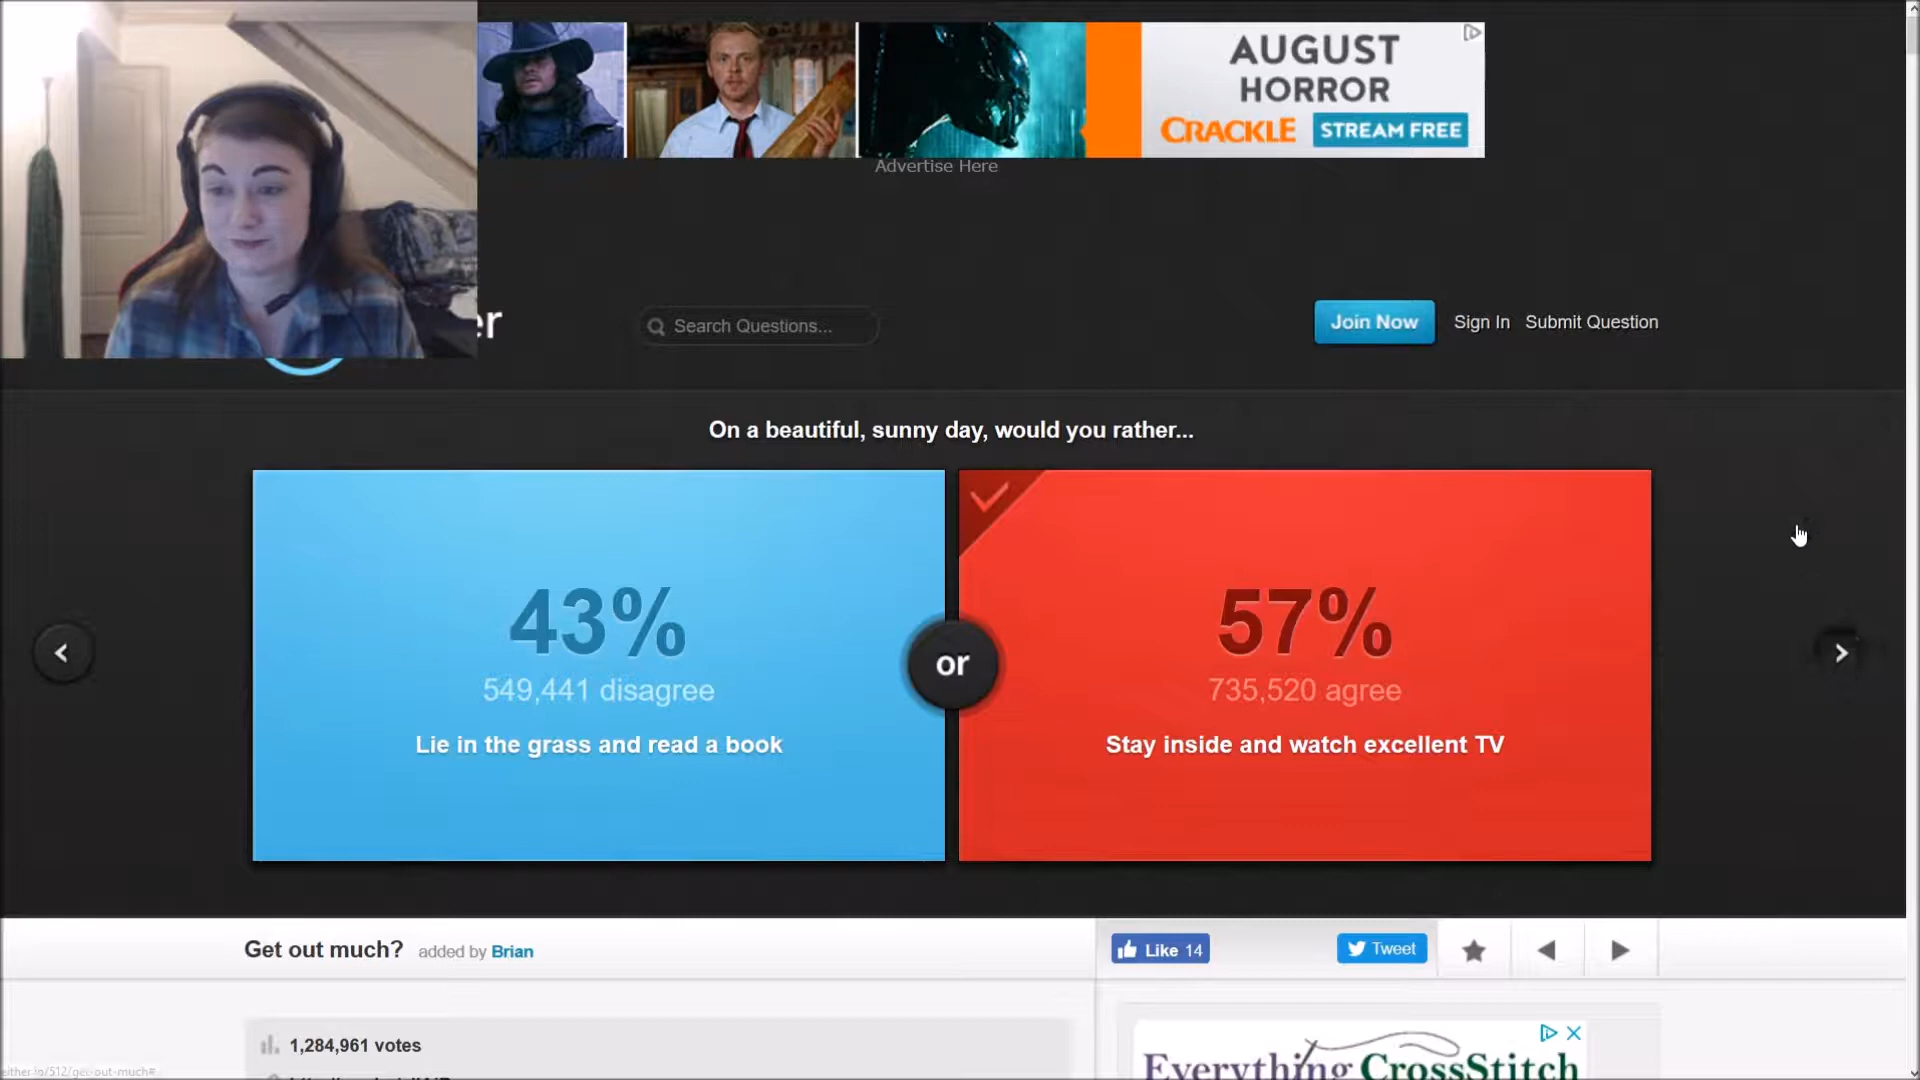 AUGUST
HORROR
CRACKLE STREAM FREE
Advertise Here
er
Search Questions...
Join Now Sign In Submit Question
On a beautiful, sunny day, would you rather...
43%
549,441 disagree
Lie in the grass and read a book
or
57%
735,520 agree
Stay inside and watch excellent TV
Get out much? added by Brian
Like 14
Tweet
1,284,961 votes
Everything CrossStitch